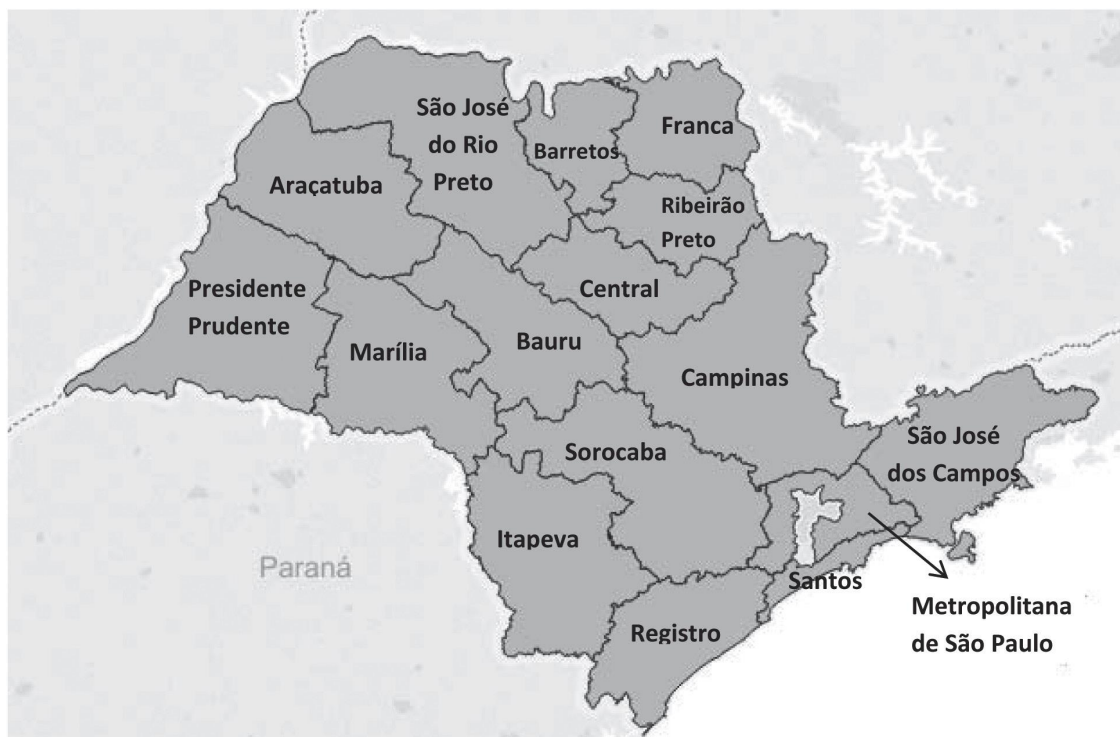 São José
do Rio
Preto
Barretos
Franca
Araçatuba
Ribeirão
Preto
Presidente
Prudente
Central
Marília
Bauru
Campinas
São José
dos Campos
Sorocaba
Itapeva
Paraná
Santos
Metropolitana
de São Paulo
Registro